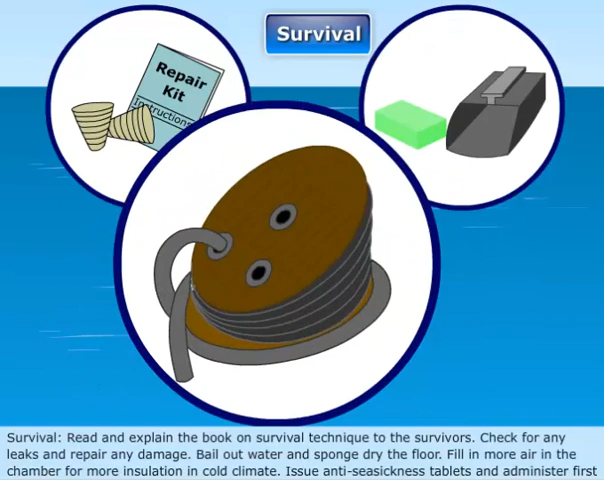 Survival
Repair
Kit
Instructions
Survival: Read and explain the book on survival technique to the survivors. Check for any
leaks and repair any damage. Bail out water and sponge dry the floor. Fill in more air in the
chamber for more insulation in cold climate. Issue anti-seasickness tablets and administer first